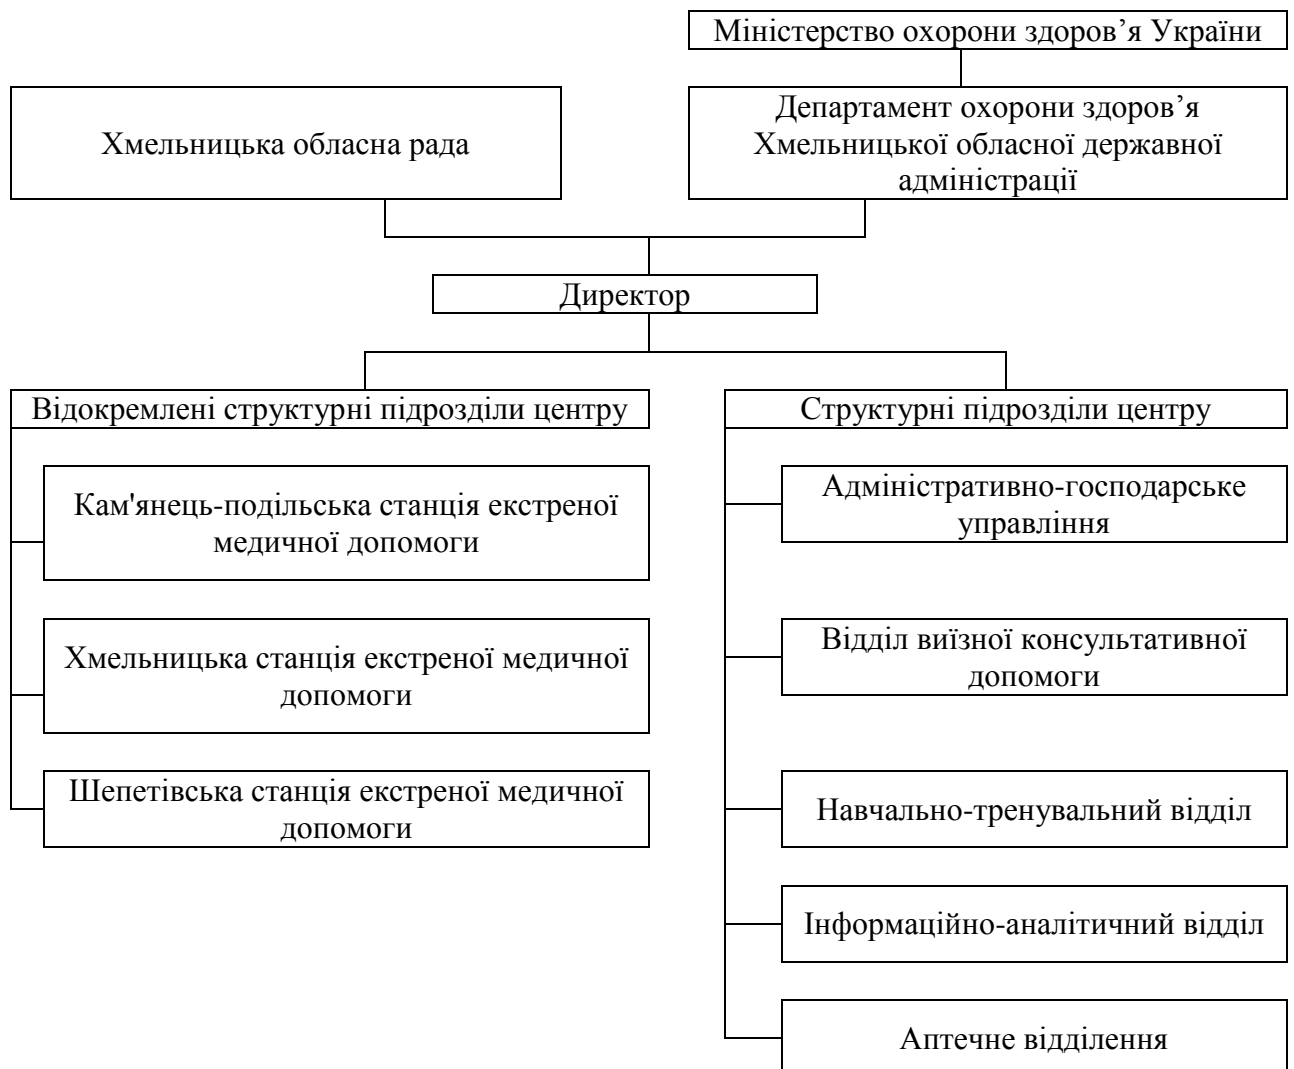 Міністерство охорони здоров’я України
Хмельницька обласна рада
Департамент охорони здоров’я
Хмельницької обласної державної
адміністрації
Директор
Відокремлені структурні підрозділи центру
Кам'янець-подільська станція екстреної
медичної допомоги
Хмельницька станція екстреної медичної
допомоги
Шепетівська станція екстреної медичної
допомоги
Структурні підрозділи центру
Адміністративно-господарське
управління
Відділ виїзної консультативної
допомоги
Навчально-тренувальний відділ
Інформаційно-аналітичний відділ
Аптечне відділення